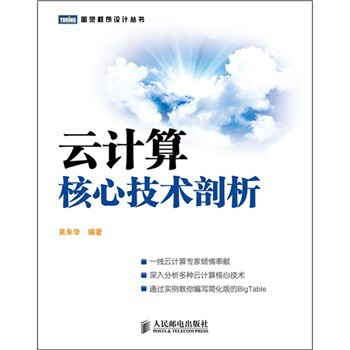 TURING 图灵程序设计丛书
云计算
核心技术剖析
吴朱华 编著
一线云计算专家倾情奉献
深入分析多种云计算核心技术
通过实例教你编写简化版的BigTable
人民邮电出版社
POSTS & TELECOM PRESS